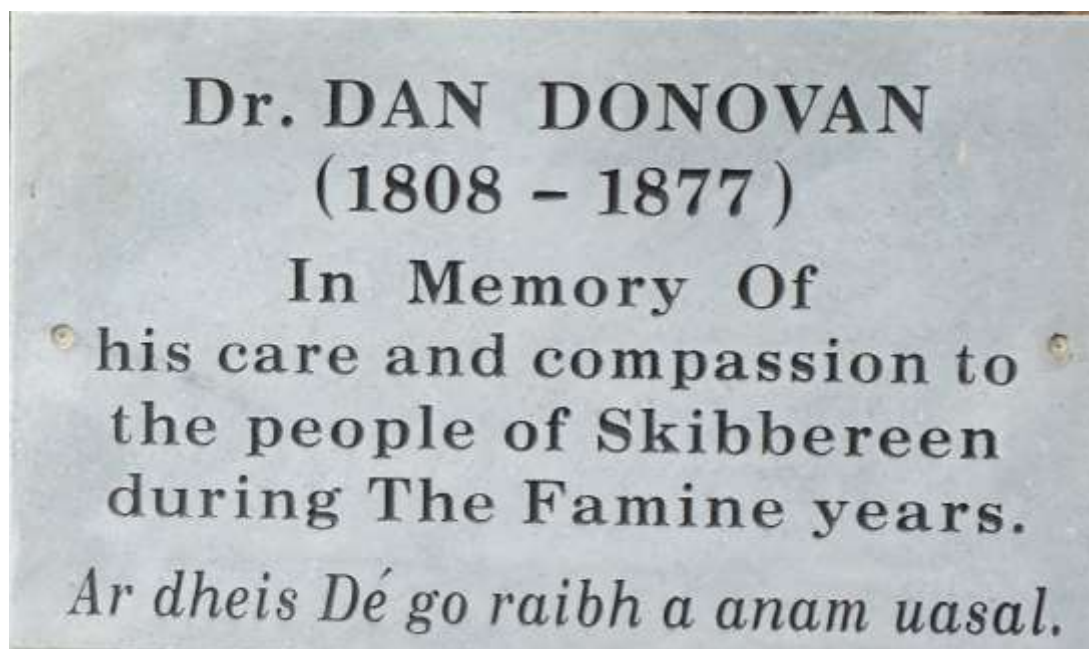 Dr. DAN DONOVAN
(1808 – 1877)
In Memory Of
his care and compassion to
the people of Skibbereen
during The Famine years.
Ar dheis Dé go raibh a anam uasal.